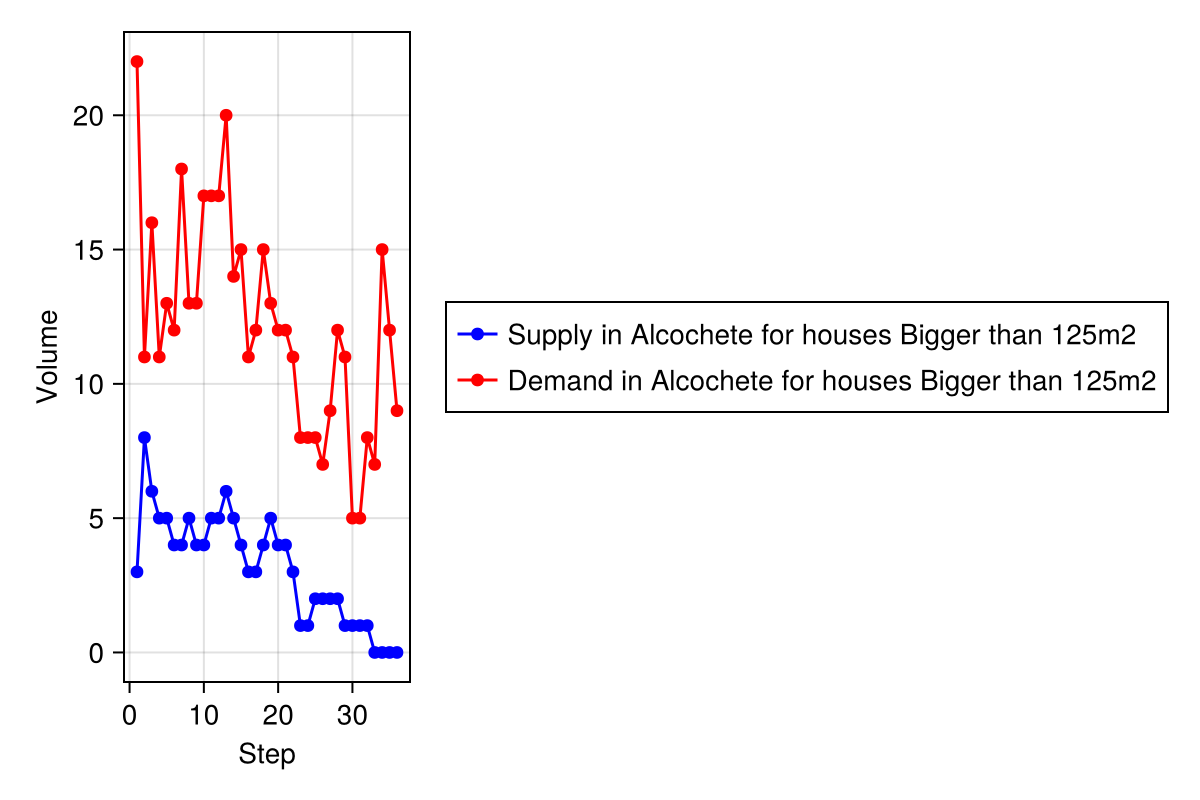 20
15
10
5
0
Volume
0 10 20 30
Step
Supply in Alcochete for houses Bigger than 125m2
Demand in Alcochete for houses Bigger than 125m2